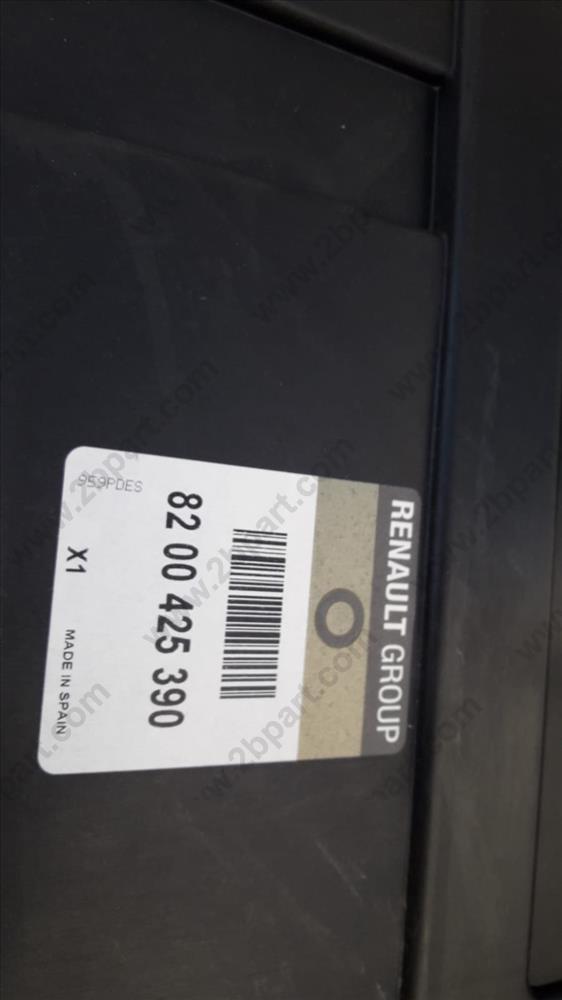 RENAULT GROUP
82 00 425 390
959PDES
X1
MADE IN SPAIN
www.2bpart.com